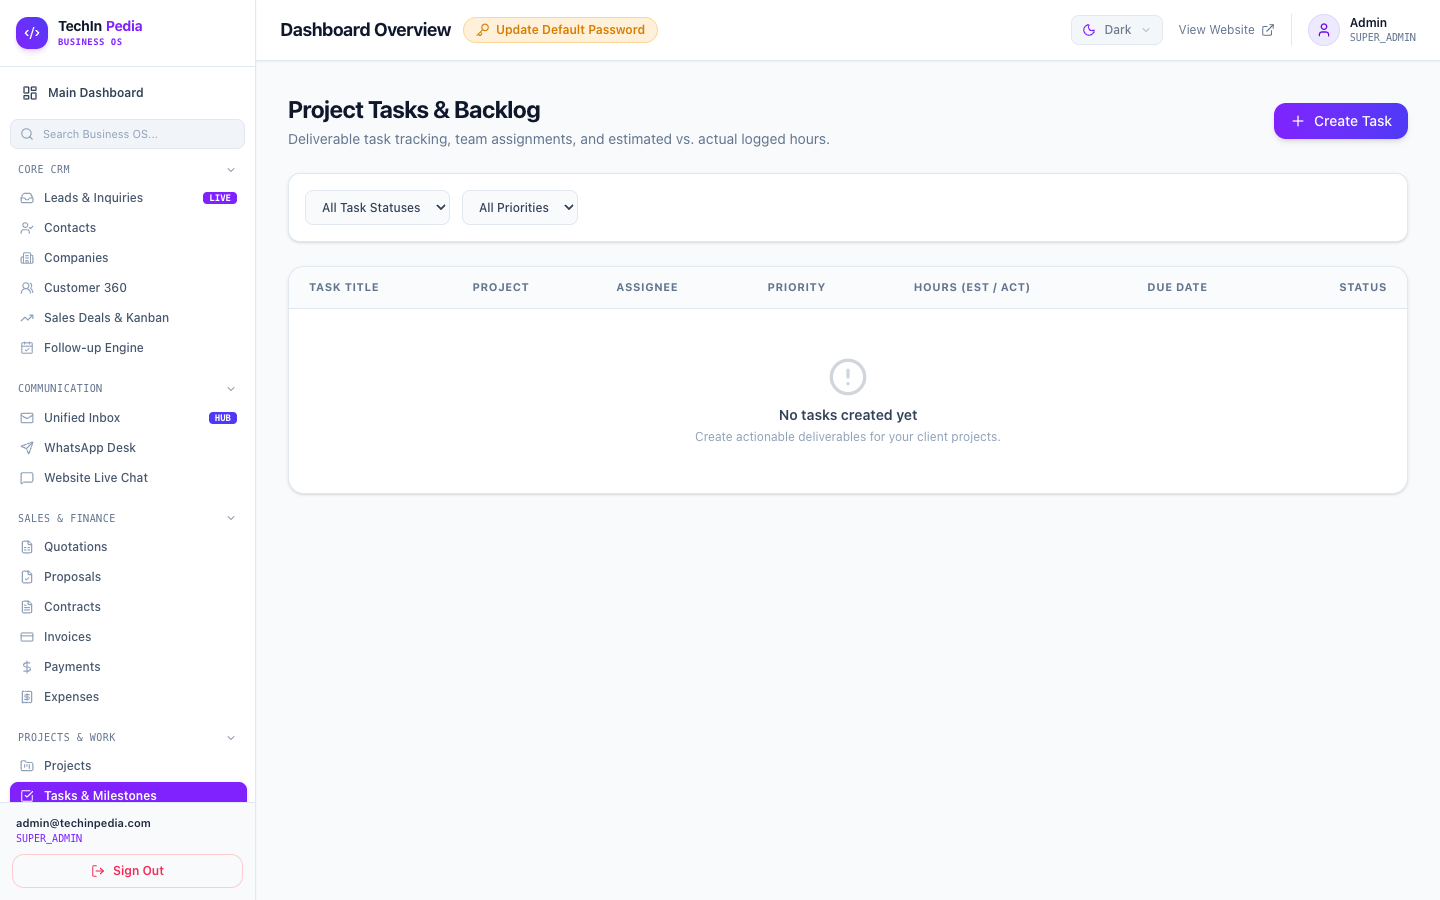 TechIn Pedia
BUSINESS OS
Main Dashboard
Search Business OS...
CORE CRM
Leads & Inquiries
LIVE
Contacts
Companies
Customer 360
Sales Deals & Kanban
Follow-up Engine
COMMUNICATION
Unified Inbox
HUB
WhatsApp Desk
Website Live Chat
SALES & FINANCE
Quotations
Proposals
Contracts
Invoices
Payments
Expenses
PROJECTS & WORK
Projects
Tasks & Milestones
admin@techinpedia.com
SUPER_ADMIN
Sign Out
Dashboard Overview
Update Default Password
Dark
View Website
Admin
SUPER_ADMIN
Project Tasks & Backlog
Deliverable task tracking, team assignments, and estimated vs. actual logged hours.
Create Task
All Task Statuses
All Priorities
TASK TITLE PROJECT ASSIGNEE PRIORITY HOURS (EST / ACT) DUE DATE STATUS
No tasks created yet
Create actionable deliverables for your client projects.